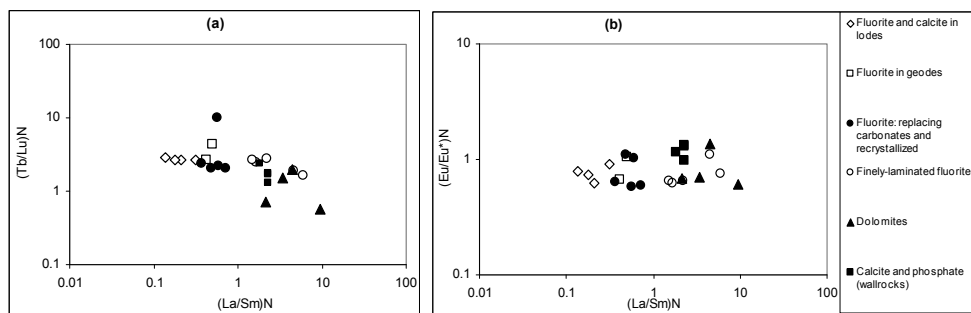 (a)
(Tb/Lu)N
100
10
1
0.1
0.01
0.1
1
10
100
(La/Sm)N
(b)
(Eu/Eu*)N
10
1
0.1
0.01
0.1
1
10
100
(La/Sm)N
Fluorite and calcite in
lodes
Fluorite in geodes
Fluorite: replacing
carbonates and
recrystallized
Finely-laminated fluorite
Dolomites
Calcite and phosphate
(wallrocks)